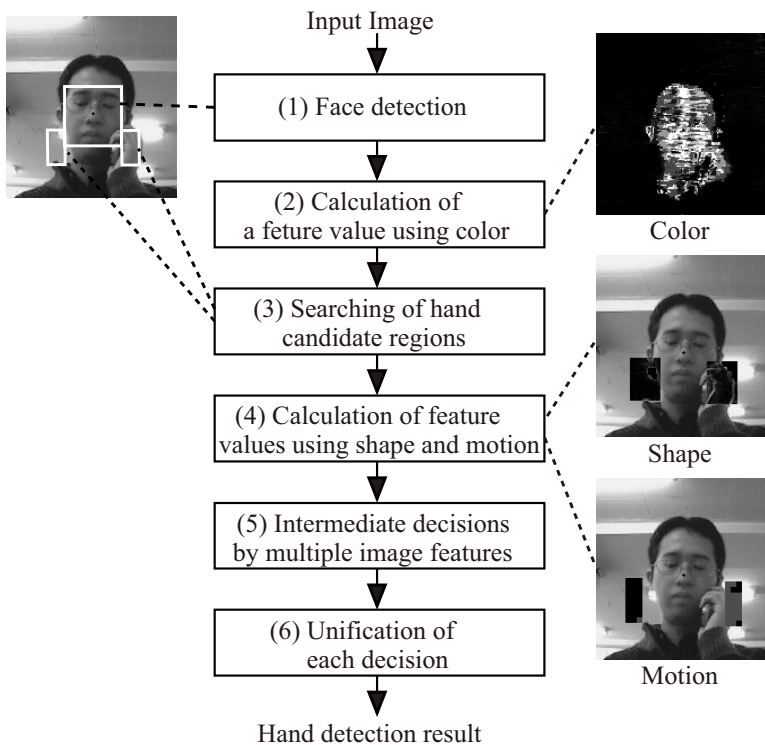 Input Image
(1) Face detection
(2) Calculation of
a feture value using color
Color
(3) Searching of hand
candidate regions
(4) Calculation of feature
values using shape and motion
Shape
(5) Intermediate decisions
by multiple image features
(6) Unification of
each decision
Motion
Hand detection result